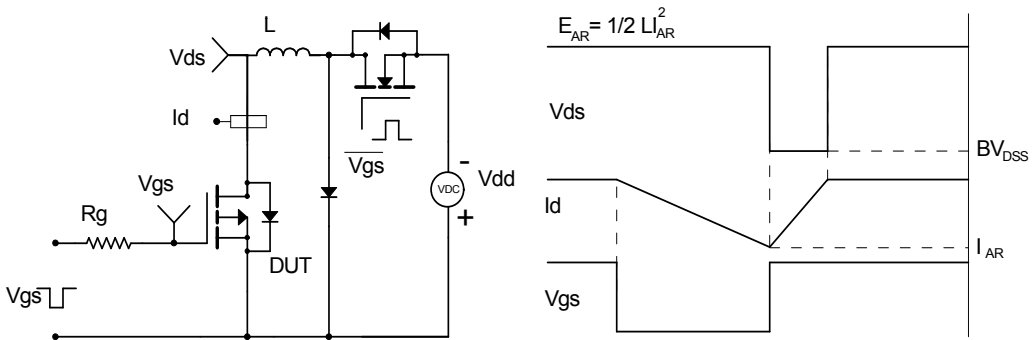 L
Vds
Id
Vgs
Vgs
Rg
DUT
Vgs
-
VDC
+
Vdd
E_AR = 1/2 LI_AR^2
Vds
BV_DSS
Id
I_AR
Vgs